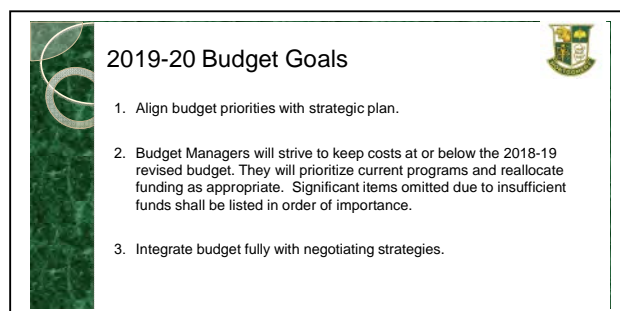 2019-20 Budget Goals
1. Align budget priorities with strategic plan.
2. Budget Managers will strive to keep costs at or below the 2018-19
revised budget. They will prioritize current programs and reallocate
funding as appropriate. Significant items omitted due to insufficient
funds shall be listed in order of importance.
3. Integrate budget fully with negotiating strategies.